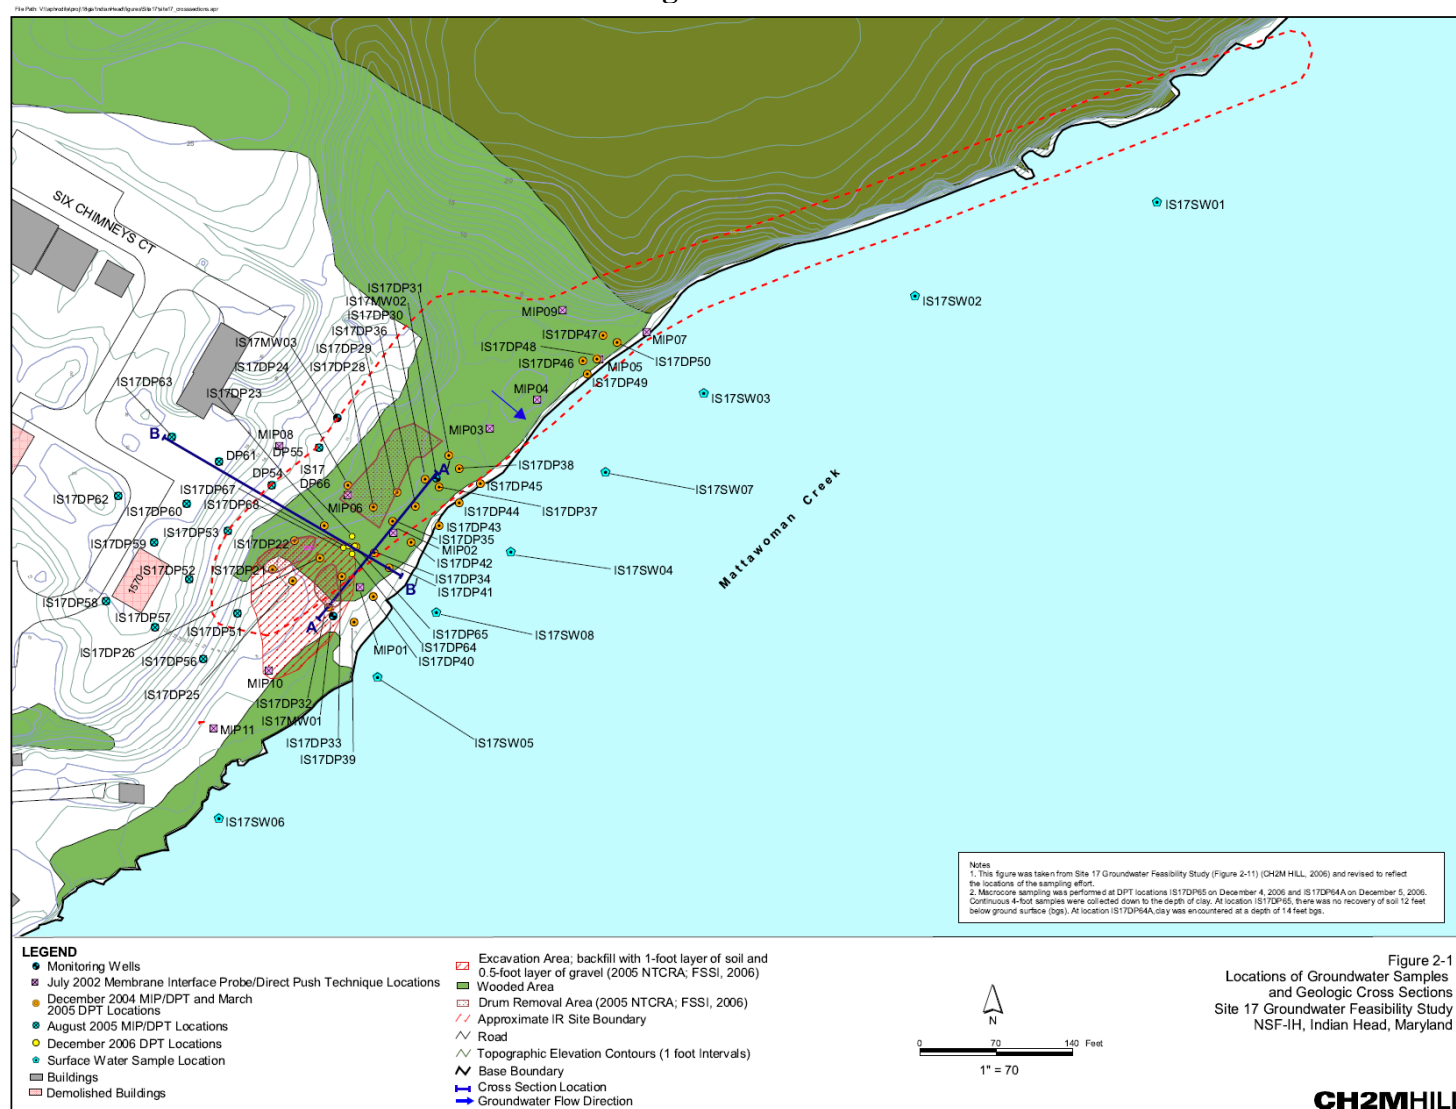 SIX CHIMNEYS CT
IS17SW01
IS17SW02
IS17DP31
IS17MW02
IS17DP30
IS17DP36
IS17MW03
IS17DP29
IS17DP24
IS17DP28
IS17DP63
IS17DP23
MIP09
IS17DP47
MIP07
IS17DP48
IS17DP50
IS17DP46
MIP05
IS17DP49
MIP04
IS17SW03
MIP03
B
MIP08
DP61
DP55
IS17
DP54
DP66
A
IS17DP38
IS17DP45
IS17SW07
IS17DP62
IS17DP67
IS17DP60
IS17DP68
MIP06
IS17DP44
IS17DP37
IS17DP53
IS17DP43
IS17DP59
IS17DP22
IS17DP35
MIP02
IS17DP42
IS17SW04
IS17DP52
IS17DP21
IS17DP34
IS17DP41
B'
1570
Mattawoman Creek
IS17DP58
IS17DP57
IS17DP51
A'
IS17DP65
IS17SW08
IS17DP26
IS17DP56
IS17DP64
MIP01
IS17DP40
MIP10
IS17DP25
IS17DP32
IS17MW01
MIP11
IS17DP33
IS17DP39
IS17SW05
IS17SW06
Notes
1. This figure was taken from Site 17 Groundwater Feasibility Study (Figure 2-11) (CH2M HILL, 2006) and revised to reflect
the locations of the sampling effort.
2. Macrocore sampling was performed at DPT locations IS17DP65 on December 4, 2006 and IS17DP64A on December 5, 2006.
Continuous 4-foot samples were collected down to the depth of clay. At location IS17DP65, there was no recovery of soil 12 feet
below ground surface (bgs). At location IS17DP64A, clay was encountered at a depth of 14 feet bgs.
LEGEND
Monitoring Wells
July 2002 Membrane Interface Probe/Direct Push Technique Locations
December 2004 MIP/DPT and March
2005 DPT Locations
August 2005 MIP/DPT Locations
December 2006 DPT Locations
Surface Water Sample Location
Buildings
Demolished Buildings
Excavation Area; backfill with 1-foot layer of soil and
0.5-foot layer of gravel (2005 NTCRA; FSSI, 2006)
Wooded Area
Drum Removal Area (2005 NTCRA; FSSI, 2006)
Approximate IR Site Boundary
Road
Topographic Elevation Contours (1 foot Intervals)
Base Boundary
Cross Section Location
Groundwater Flow Direction
N
0 70 140 Feet
1" = 70
Figure 2-1
Locations of Groundwater Samples
and Geologic Cross Sections
Site 17 Groundwater Feasibility Study
NSF-IH, Indian Head, Maryland
CH2MHILL